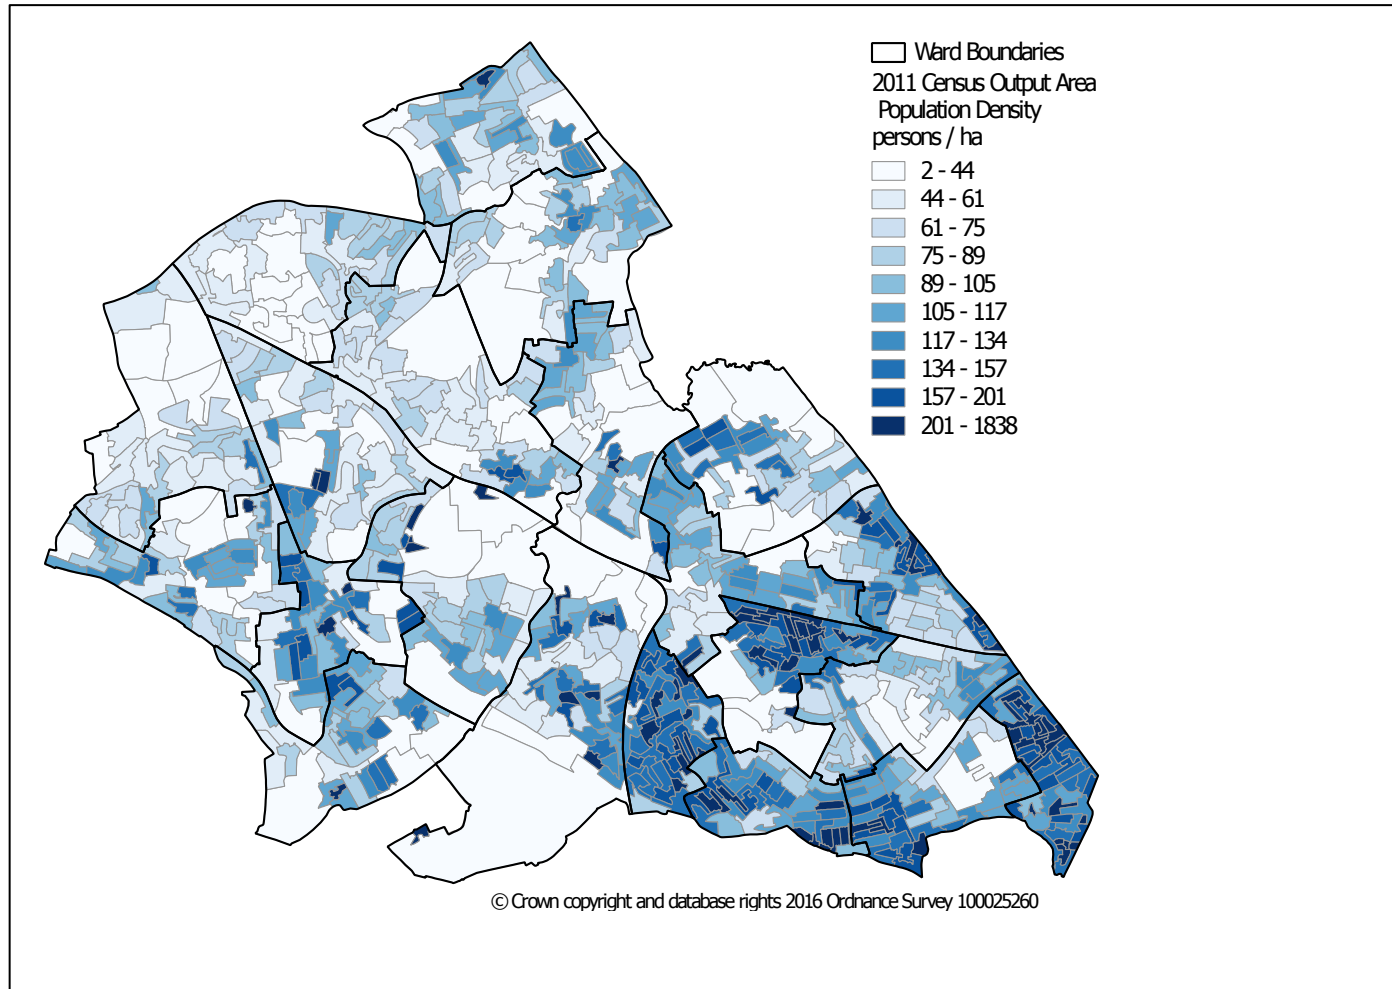 Ward Boundaries
2011 Census Output Area
Population Density
persons / ha
2 - 44
44 - 61
61 - 75
75 - 89
89 - 105
105 - 117
117 - 134
134 - 157
157 - 201
201 - 1838
© Crown copyright and database rights 2016 Ordnance Survey 100025260